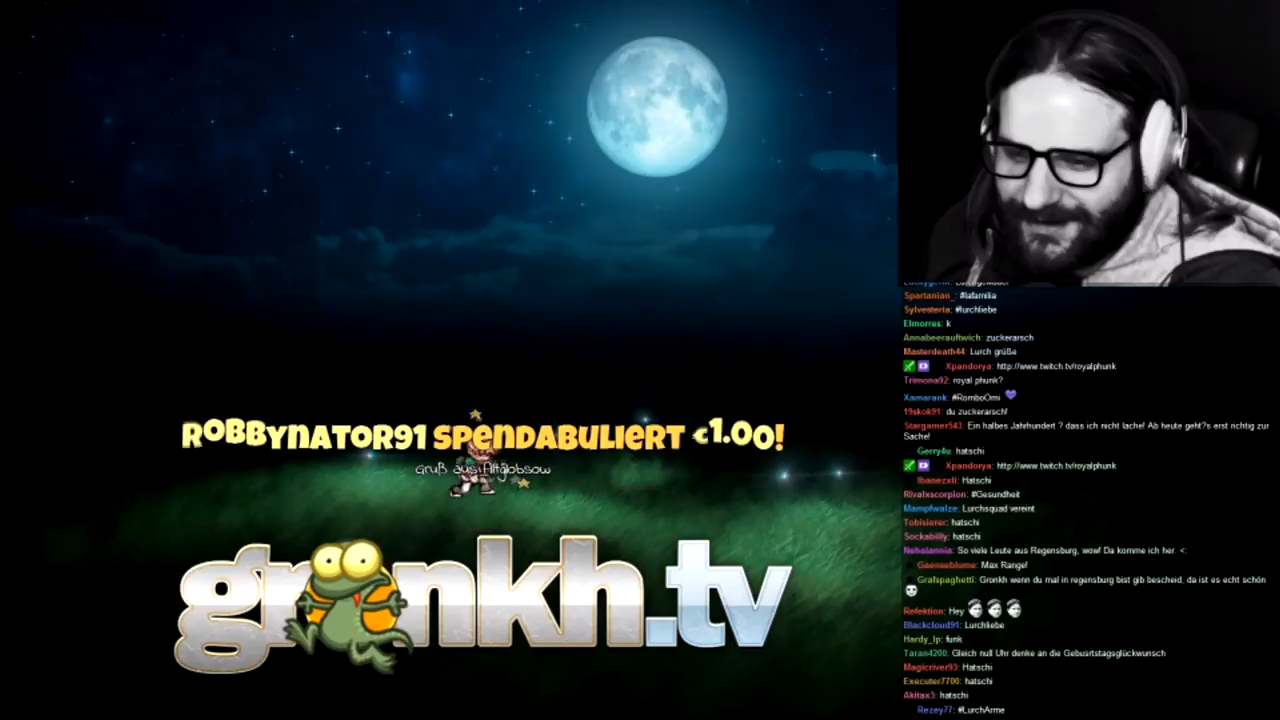 ROBBYNATOR91 SPENDABULIERT €1.00!
Gruß aus Altglobsow
gronkh.tv
Spartanian_: #lafamilia
Sylvesteria: #lurchliebe
Elmorres: k
Annabeerauftwich: zuckerarsch
Masterdeath44: Lurch grüße
Xpandorya: http://www.twitch.tv/royalphunk
Trimona92: royal phunk?
Xamarank: #RomboOmi
19skok91: du zuckerarsch!
Stargamer543: Ein halbes Jahrhundert ? dass ich nicht lache! Ab heute geht?s erst richtig zur
Sache!
Gerry4u: hatschi
Xpandorya: http://www.twitch.tv/royalphunk
Ibanezxli: Hatschi
Rivalxscorpion: #Gesundheit
Mampfwalze: Lurchsquad vereint
Tobisierer: hatschi
Sockabillly: hatschi
Nehalannia: So viele Leute aus Regensburg, wow! Da komme ich her <:
Gaenseblume: Max Range!
Grafspaghetti: Gronkh wenn du mal in regensburg bist gib bescheid, da ist es echt schön
Refektion: Hey
Blackcloud91: Lurchliebe
Hardy_lp: funk
Taran4200: Gleich null Uhr denke an die Gebusrtstagsglückwunsch
Magicriver93: Hatschi
Executer7700: hatschi
Akitax3: hatschi
Rezey77: #LurchArme